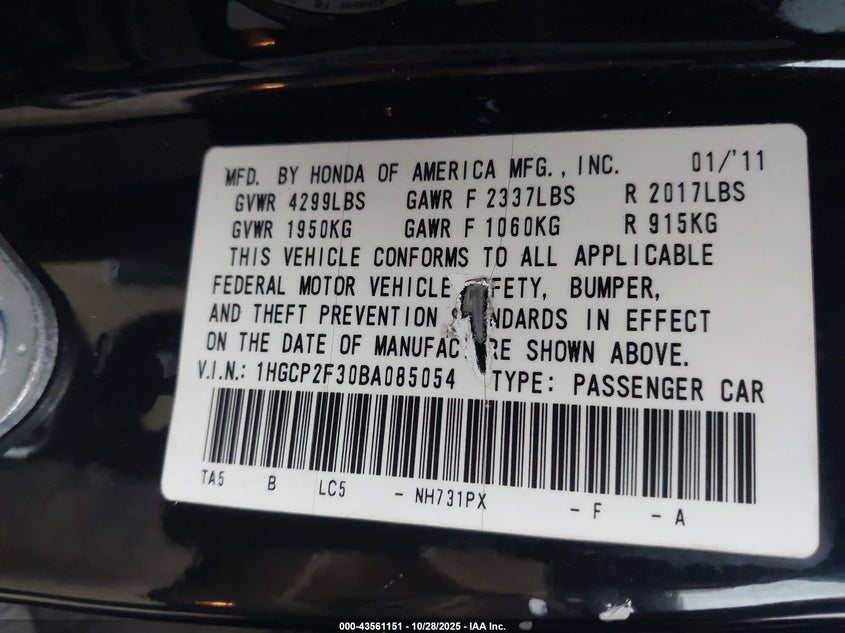 MFD. BY HONDA OF AMERICA MFG., INC. 01/'11
GVWR 4299LBS GAWR F 2337LBS R 2017LBS
GVWR 1950KG GAWR F 1060KG R 915KG
THIS VEHICLE CONFORMS TO ALL APPLICABLE
FEDERAL MOTOR VEHICLE FETY, BUMPER,
AND THEFT PREVENTION NDARDS IN EFFECT
ON THE DATE OF MANUFAC RE SHOWN ABOVE.
V.I.N.: 1HGCP2F30BA085054 TYPE: PASSENGER CAR
TA5 B LC5 - NH731PX - F - A
000-43561151 | 10/28/2025 - IAA Inc.